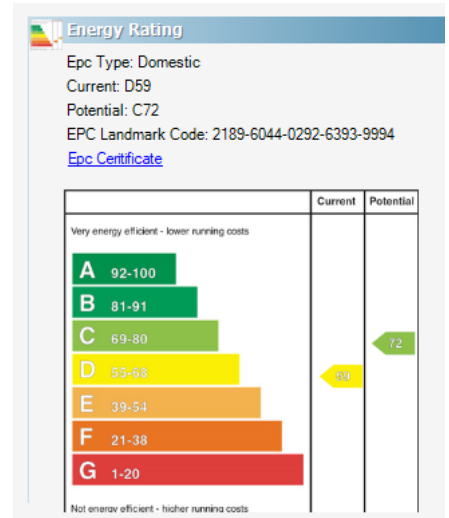 Energy Rating
Epc Type: Domestic
Current: D59
Potential: C72
EPC Landmark Code: 2189-6044-0292-6393-9994
Epc Ceritificate
Current Potential
Very energy efficient - lower running costs
A 92-100
B 81-91
C 69-80
72
D 55-68
59
E 39-54
F 21-38
G 1-20
Not energy efficient - higher running costs